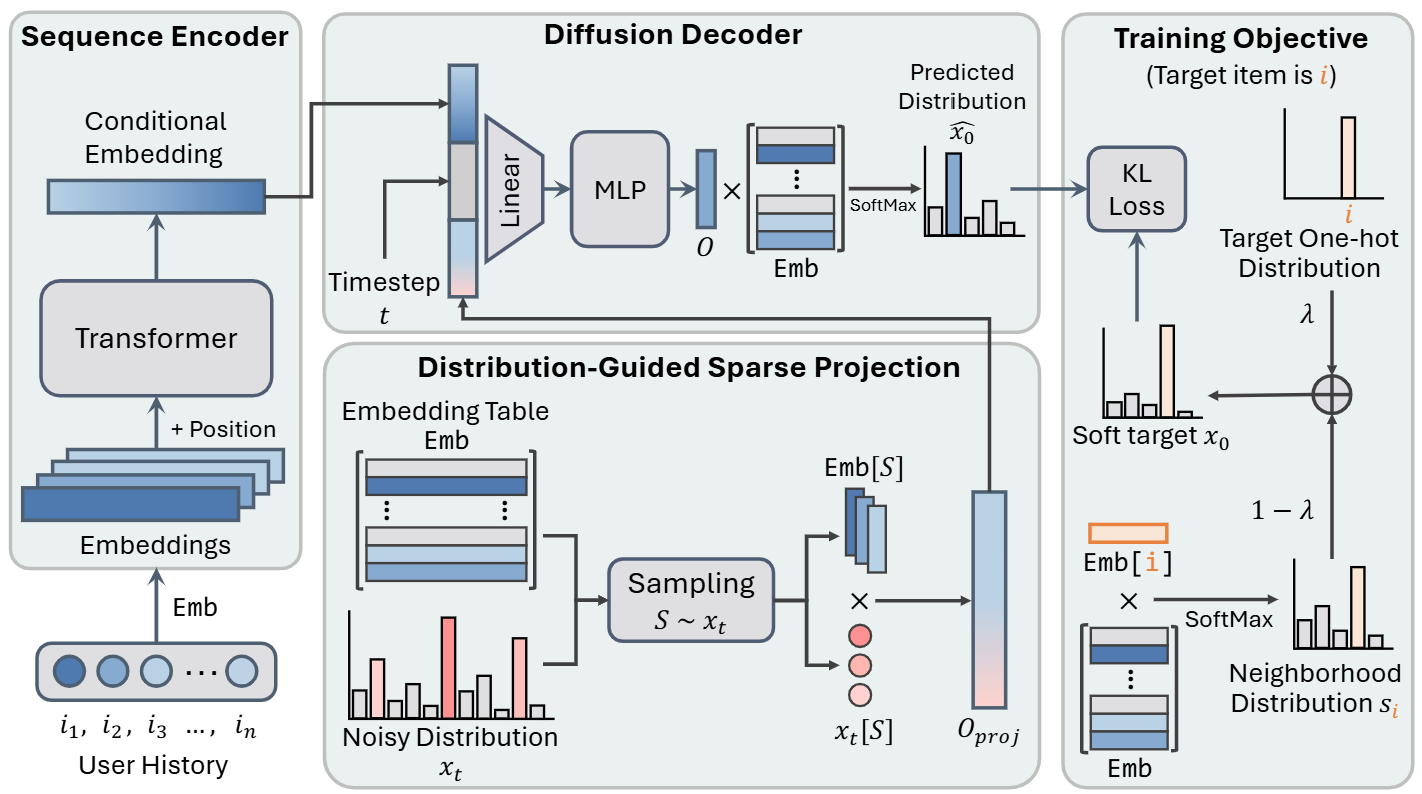 Sequence Encoder
Conditional
Embedding
Transformer
+ Position
Embeddings
Emb
i₁, i₂, i₃ ..., iₙ
User History
Diffusion Decoder
Timestep
t
Linear
MLP
O
×
Emb
SoftMax
Predicted
Distribution
x̂₀
Distribution-Guided Sparse Projection
Embedding Table
Emb
Noisy Distribution
xₜ
Sampling
S ~ xₜ
Emb[S]
×
xₜ[S]
Oₚᵣₒⱼ
Training Objective
(Target item is i)
KL
Loss
i
Target One-hot
Distribution
λ
Soft target x₀
1 − λ
Emb[i]
×
SoftMax
Emb
Neighborhood
Distribution sᵢ